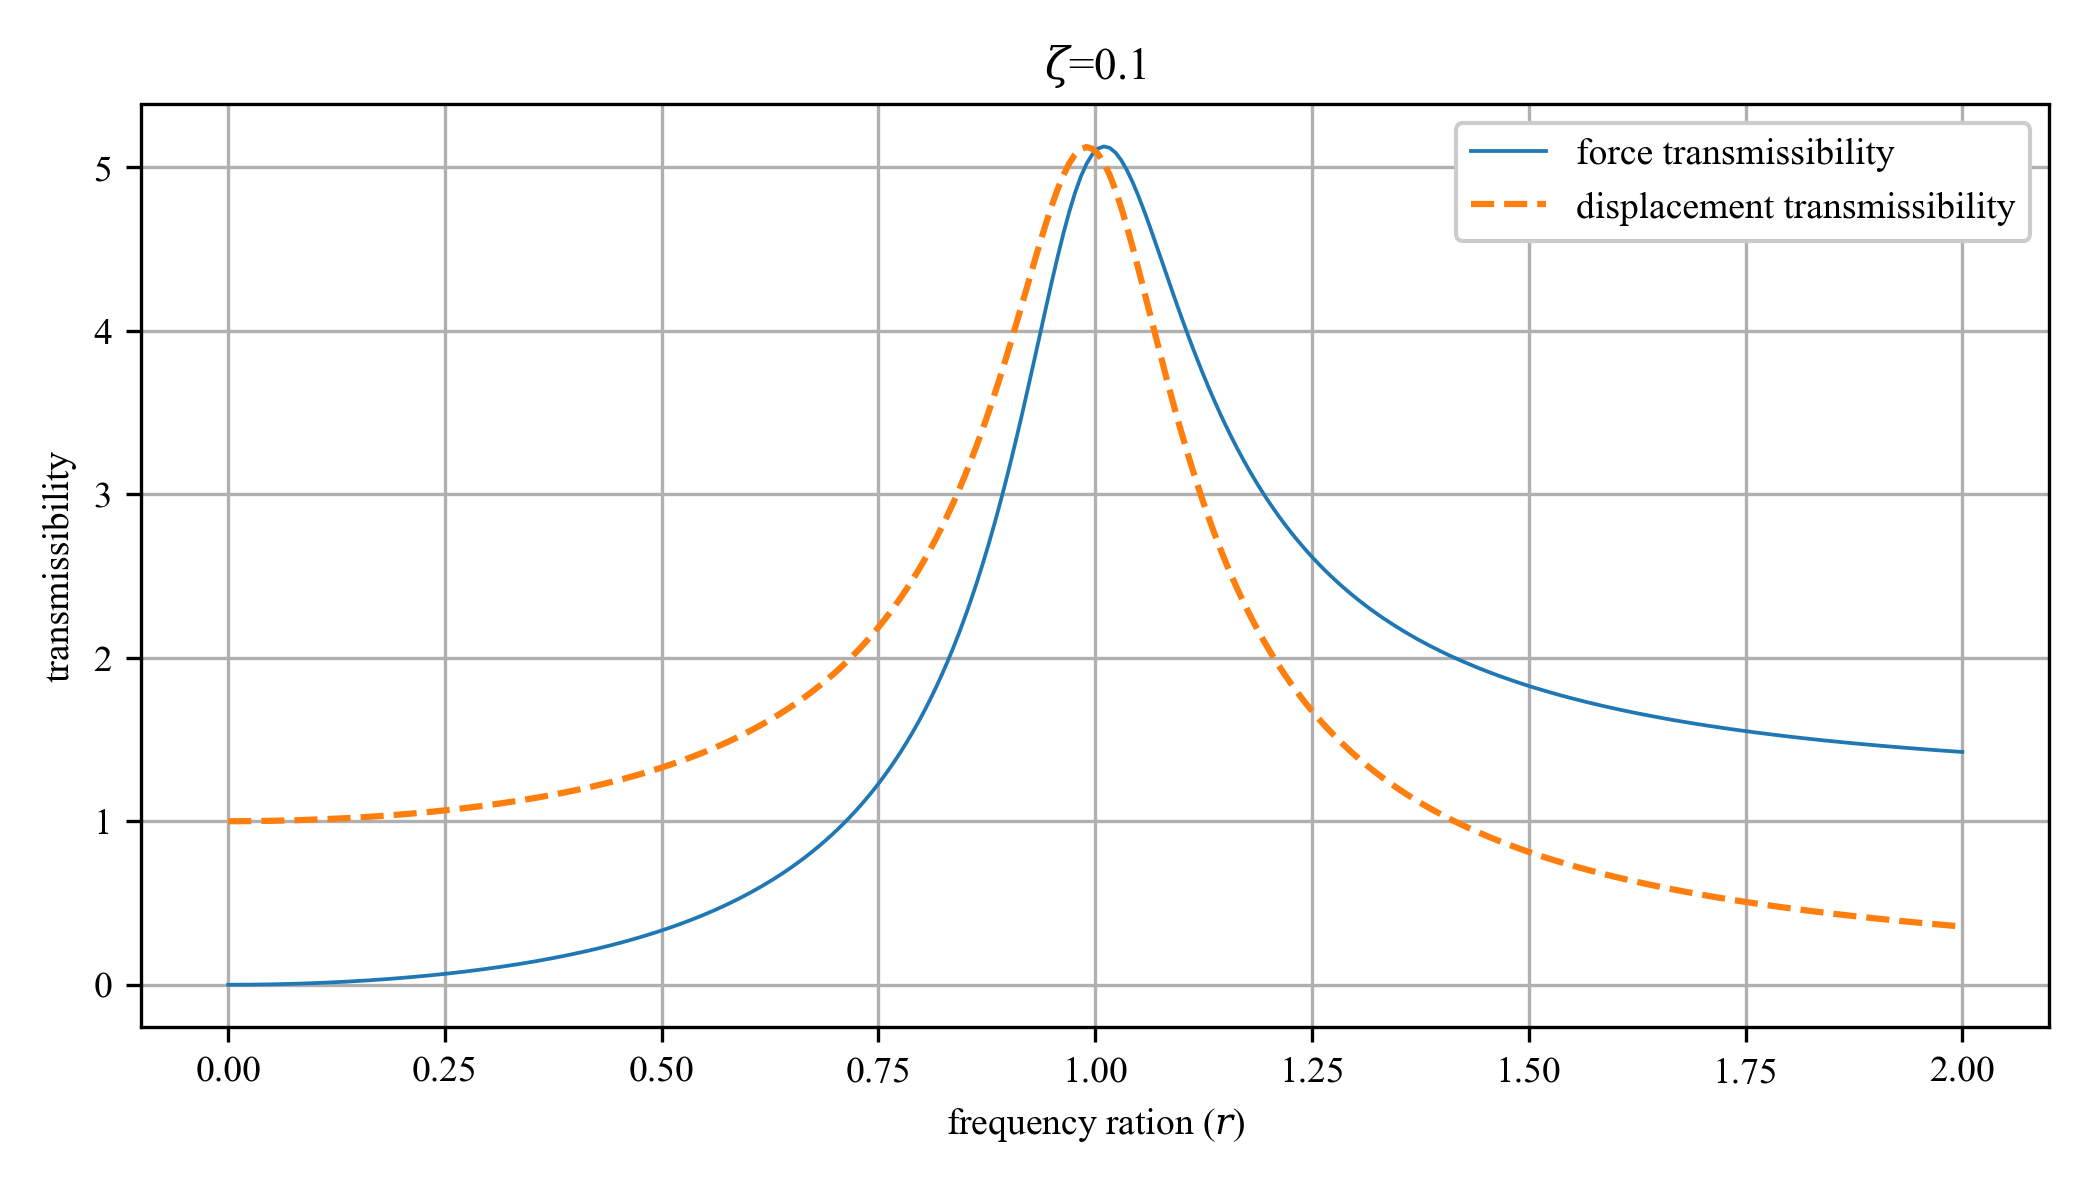 ζ=0.1
force transmissibility
displacement transmissibility
transmissibility
5
4
3
2
1
0
0.00 0.25 0.50 0.75 1.00 1.25 1.50 1.75 2.00
frequency ration (r)